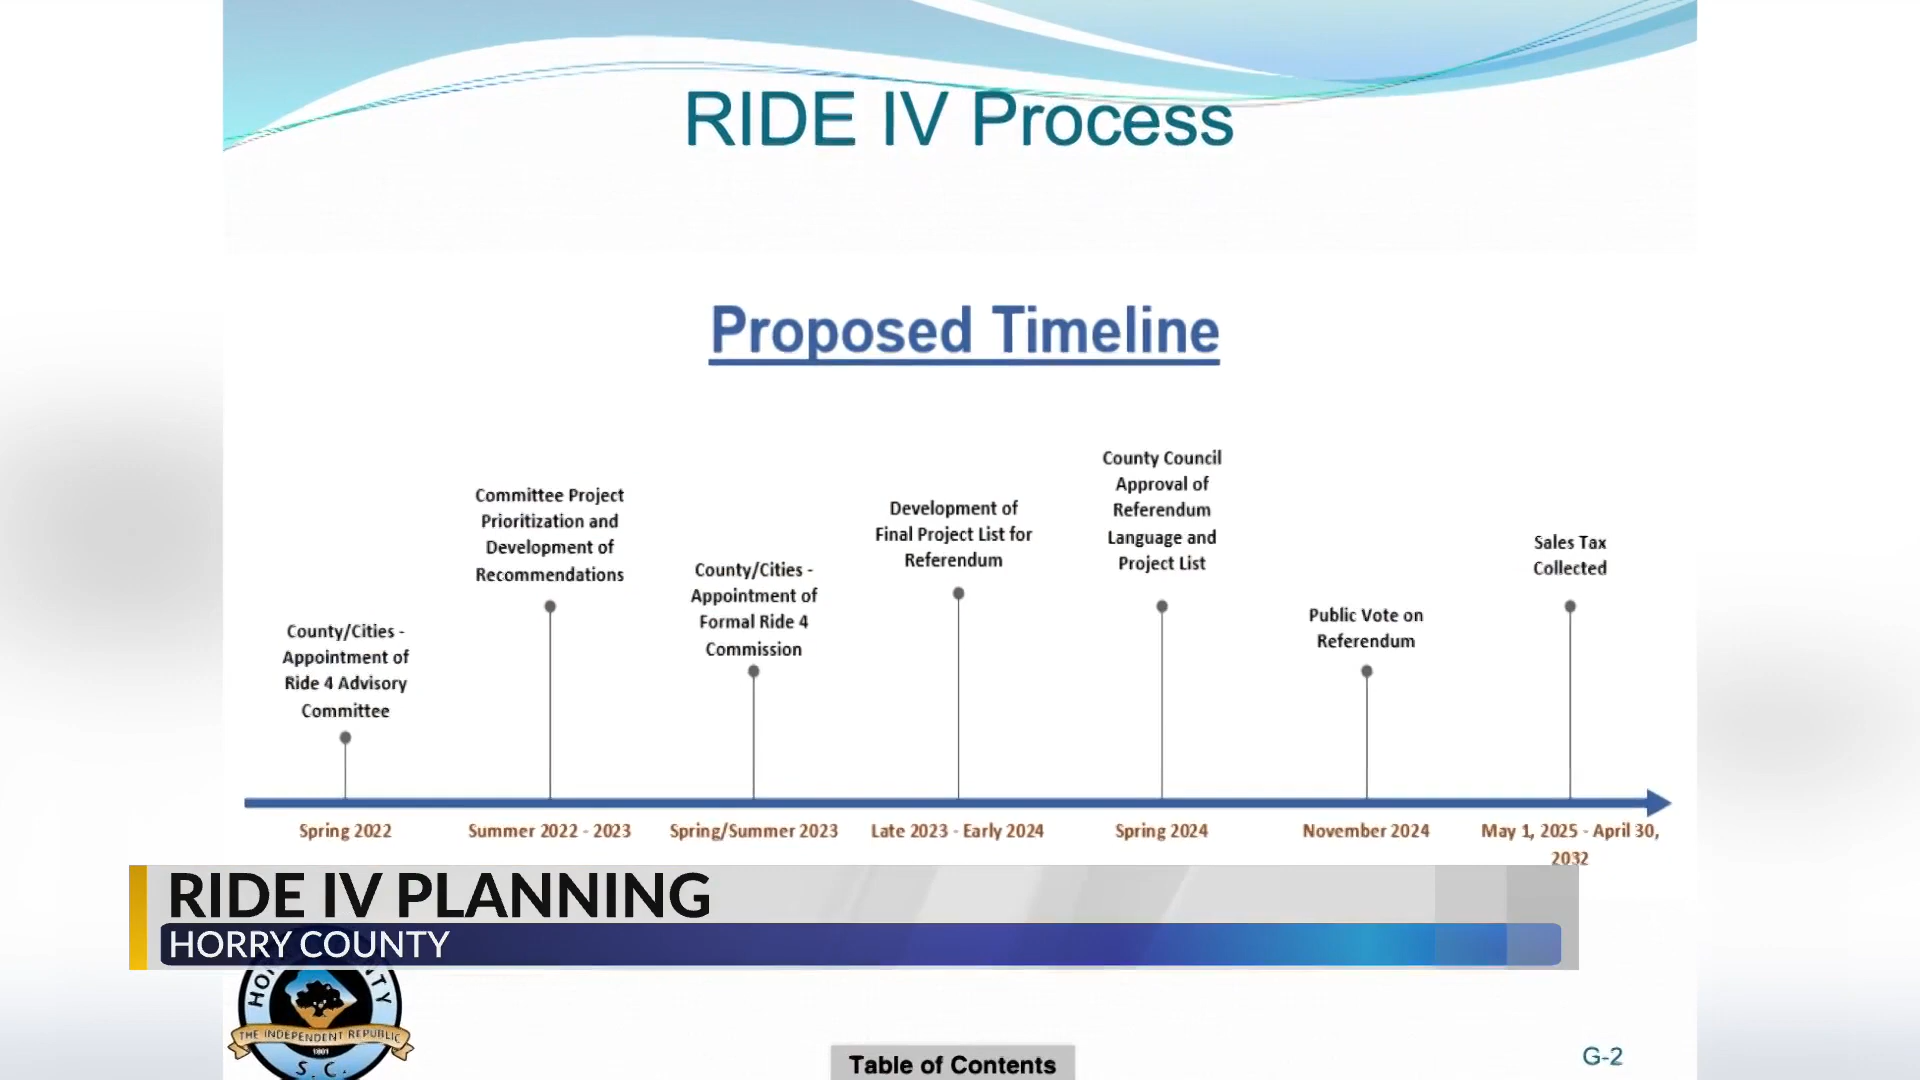 RIDE IV Process
Proposed Timeline
County/Cities -
Appointment of
Ride 4 Advisory
Committee
Spring 2022
Committee Project
Prioritization and
Development of
Recommendations
Summer 2022 - 2023
County/Cities -
Appointment of
Formal Ride 4
Commission
Spring/Summer 2023
Development of
Final Project List for
Referendum
Late 2023 - Early 2024
County Council
Approval of
Referendum
Language and
Project List
Spring 2024
Public Vote on
Referendum
November 2024
Sales Tax
Collected
May 1, 2025 - April 30,
2032
RIDE IV PLANNING
HORRY COUNTY
THE INDEPENDENT REPUBLIC
1801
S. C.
Table of Contents
G-2